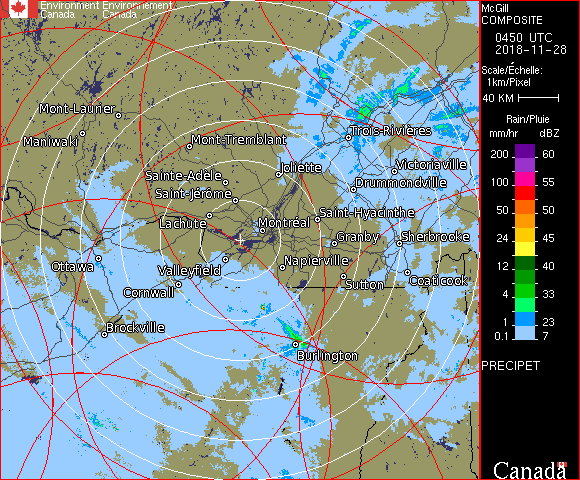 Environment Environnement
Canada Canada
McGill
COMPOSITE
0450 UTC
2018-11-28
Scale/Échelle:
1km/Pixel
40 KM
Rain/Pluie
mm/hr dBZ
200 60
100 55
50 50
24 45
12 40
4 33
1 23
0.1 7
PRECIPET
Canada
Mont-Laurier
Maniwaki
Mont-Tremblant
Trois-Rivières
Joliette
Victoriaville
Sainte-Adèle
Drummondville
Saint-Jérôme
Lachute
Montréal
Saint-Hyacinthe
Granby
Sherbrooke
Ottawa
Valleyfield
Napierville
Sutton
Coaticook
Cornwall
Brockville
Burlington